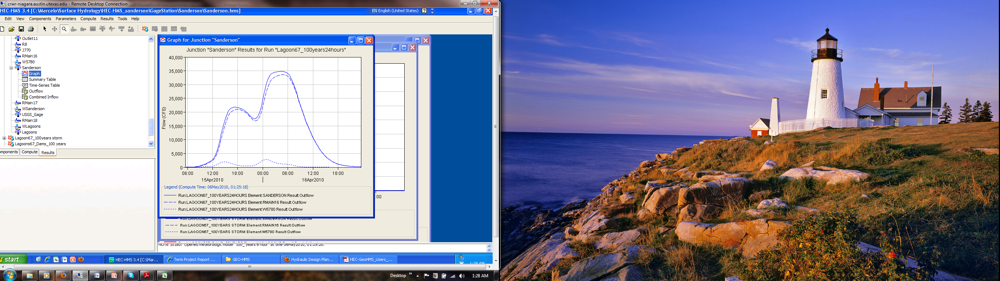 crwr-niagara.austin.utexas.edu - Remote Desktop Connection
HEC-HMS 3.4 [C:\Marcelo\Surface Hydrology\HEC-HMS_sanderson\GageStation\Sanderson\Sanderson.hms]
EN English (United States)
Edit View Components Parameters Compute Results Tools Help
Outlet11
R8
J770
RMain16
W5780
Sanderson
Graph
Summary Table
Time-Series Table
Outflow
Combined Inflow
RMain17
WSanderson
USGS_Gage
RMain18
WLagoons
Lagoons
Lagoon67_100years storm
Lagoons67_Dams_100 years
mponents Compute Results
Graph for Junction "Sanderson"
Junction "Sanderson" Results for Run "Lagoon67_100years24hours"
40,000
35,000
30,000
25,000
20,000
15,000
10,000
5,000
0
Flow (CFS)
06:00 12:00 18:00 00:00 06:00 12:00 18:00
15Apr2010 16Apr2010
Legend (Compute Time: 06May2010, 01:25:18)
Run:LAGOON67_100YEARS24HOURS Element:SANDERSON Result:Outflow
Run:LAGOON67_100YEARS24HOURS Element:RMAIN16 Result:Outflow
Run:LAGOON67_100YEARS24HOURS Element:W5780 Result:Outflow
:00
Run:LAGOON67_100YEARS STORM Element:SANDERSON Result:Outflow
Run:LAGOON67_100YEARS STORM Element:RMAIN16 Result:Outflow
Run:LAGOON67_100YEARS STORM Element:W5780 Result:Outflow
NOTE 10180: Opened meteorologic model "100_ years 6 hour" at time 06May2010, 01:25:20.
start
HEC-HMS 3.4 [C:\Mar...
Term Project Report ...
GEO-HMS
Hydraulic Design Man...
HEC-GeoHMS_Users_...
1:28 AM
Desktop
1:28 AM